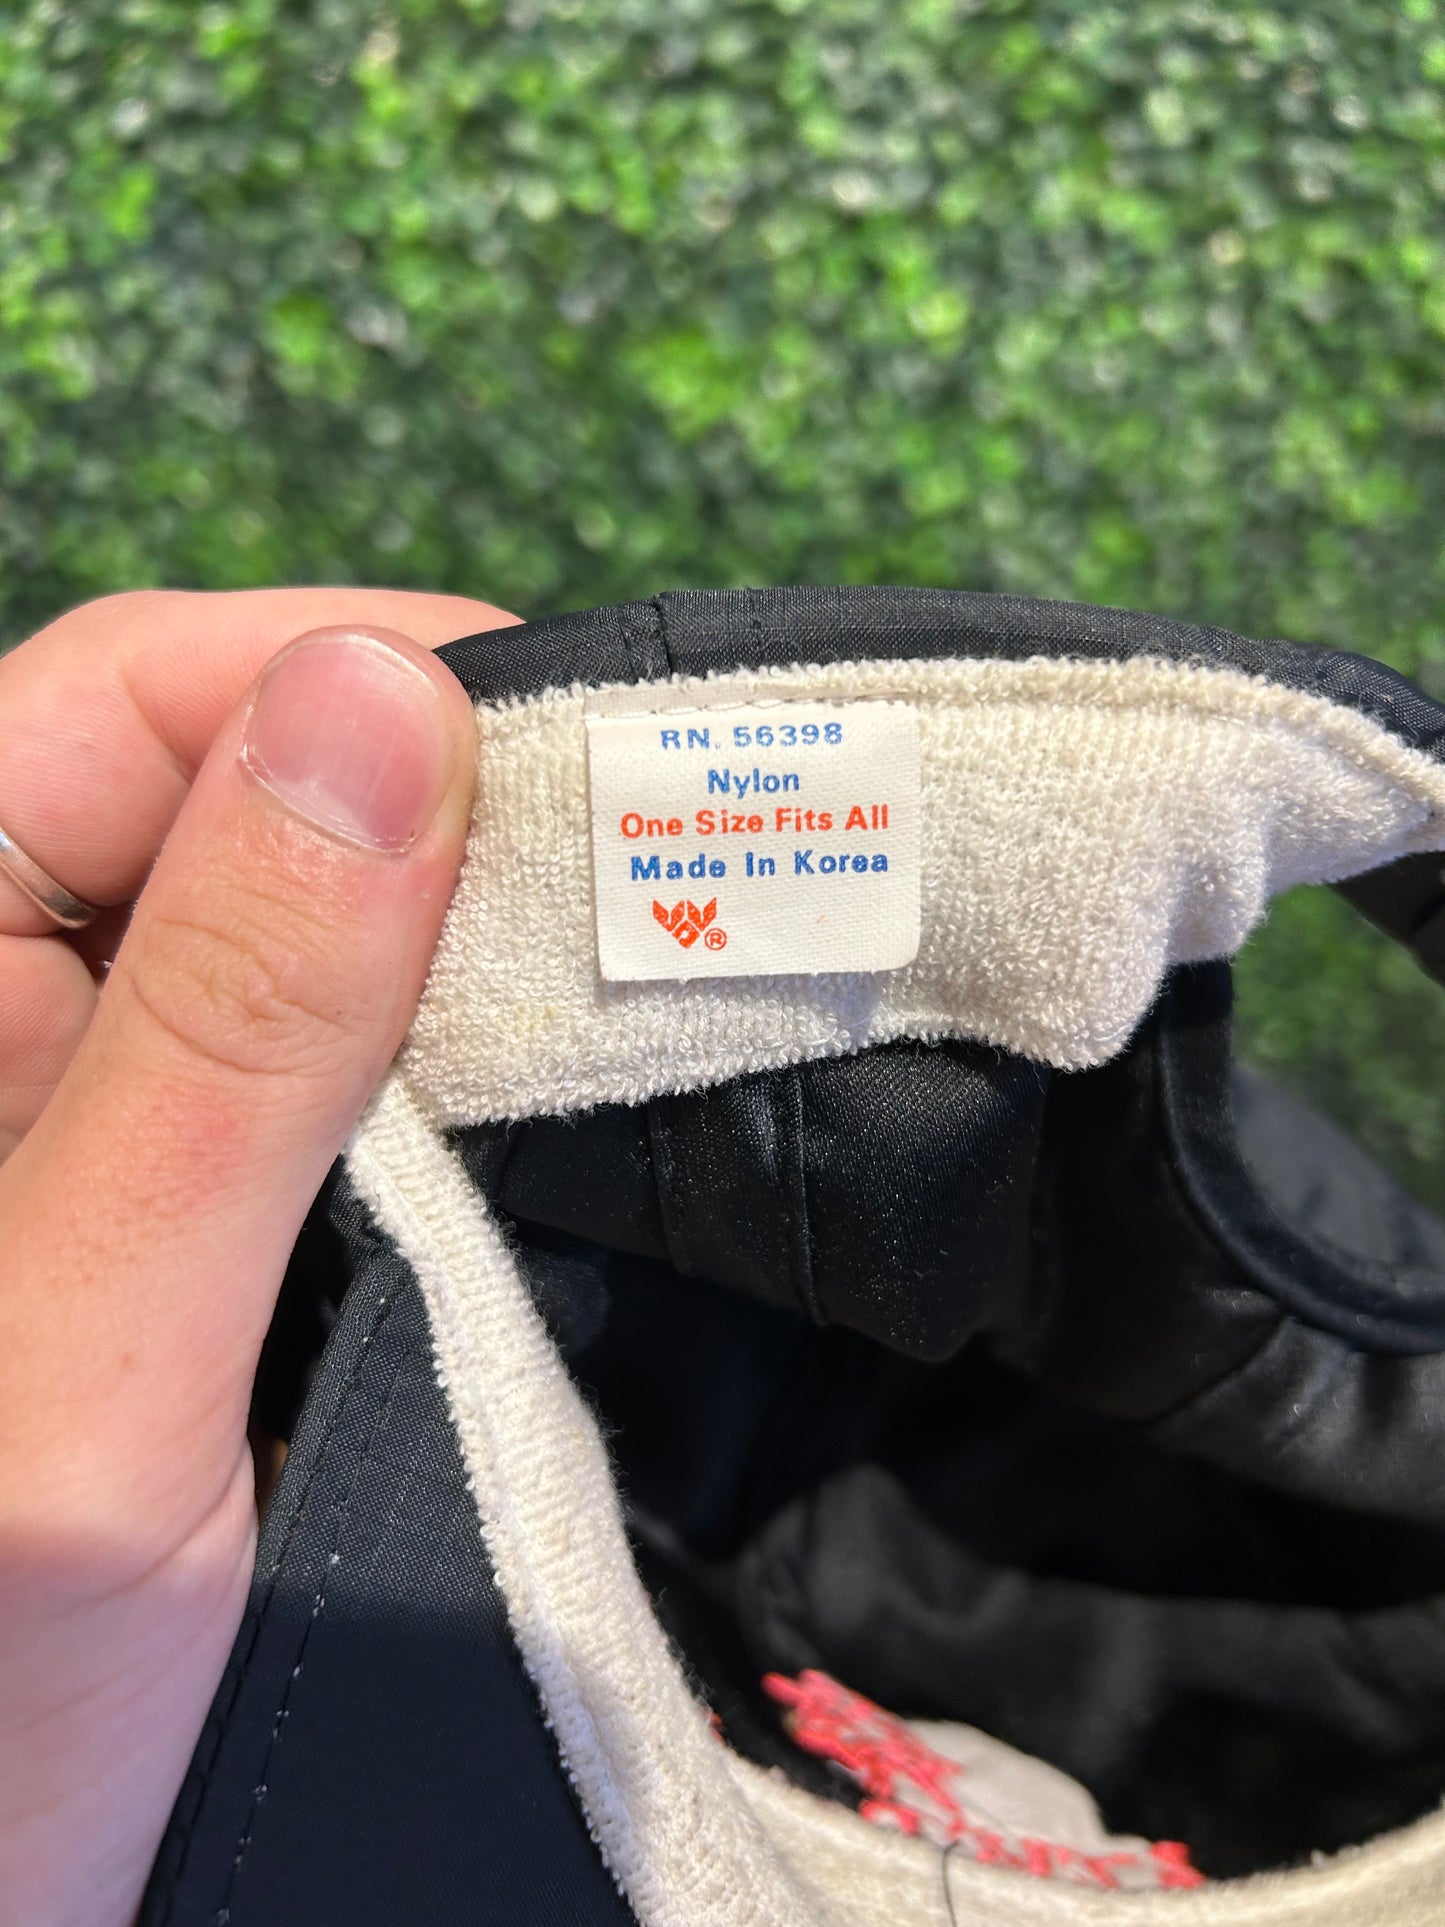 RN. 56398
Nylon
One Size Fits All
Made In Korea
®